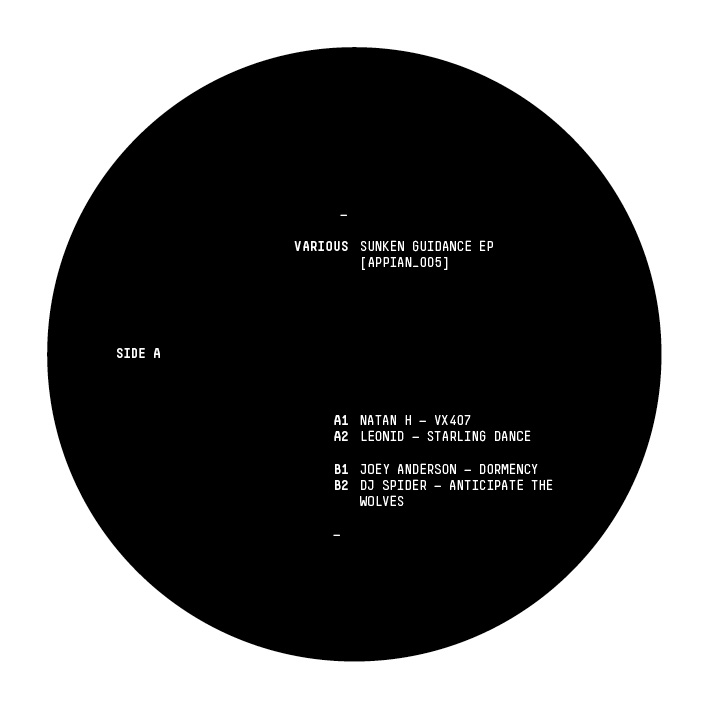 —
VARIOUS SUNKEN GUIDANCE EP
[APPIAN_005]
SIDE A
A1 NATAN H — VX407
A2 LEONID — STARLING DANCE
B1 JOEY ANDERSON — DORMENCY
B2 DJ SPIDER — ANTICIPATE THE
WOLVES
—